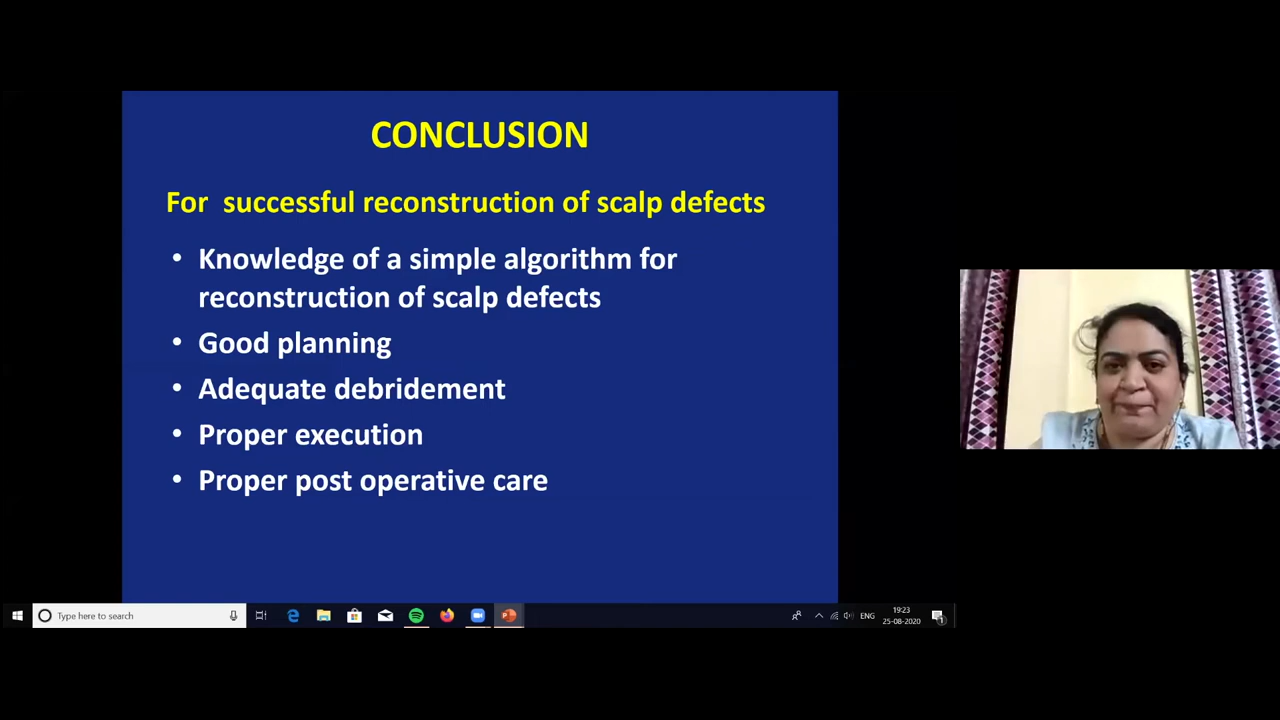 CONCLUSION
For successful reconstruction of scalp defects
• Knowledge of a simple algorithm for
reconstruction of scalp defects
• Good planning
• Adequate debridement
• Proper execution
• Proper post operative care
Type here to search
ENG
19:23
25-08-2020
1